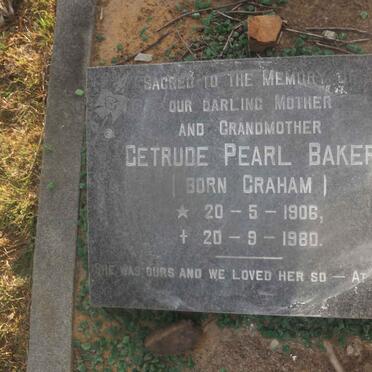 SACRED TO THE MEMORY OF
OUR DARLING MOTHER
AND GRANDMOTHER
GETRUDE PEARL BAKER
( BORN GRAHAM )
★ 20 - 5 - 1906,
✝ 20 - 9 - 1980.
SHE WAS OURS AND WE LOVED HER SO — AT